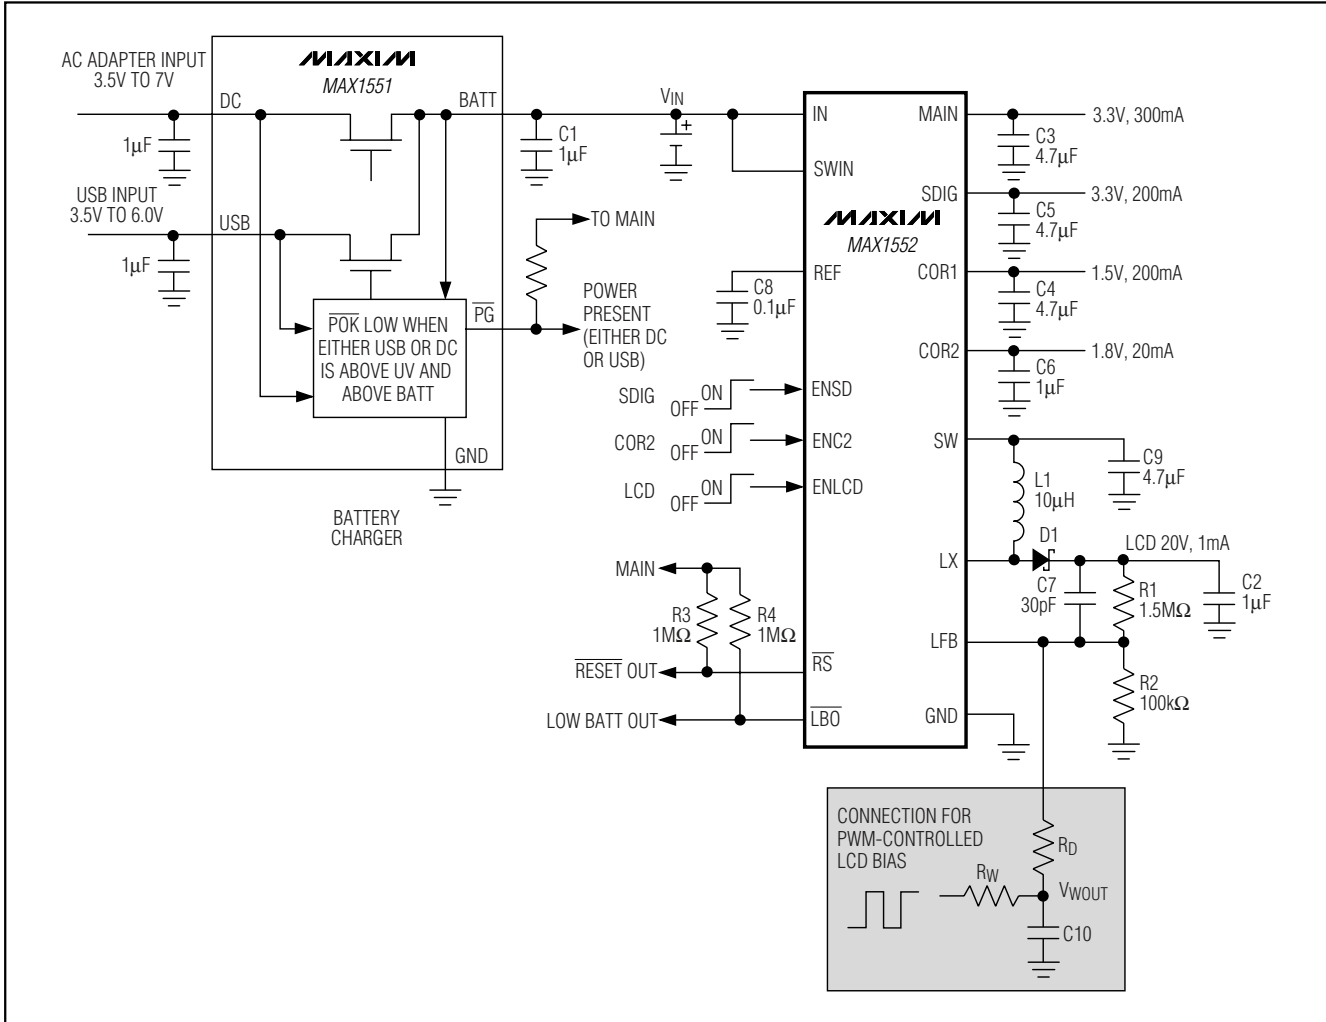 AC ADAPTER INPUT
3.5V TO 7V
MAXIM
MAX1551
DC
BATT
1µF
C1
1µF
USB INPUT
3.5V TO 6.0V
USB
1µF
TO MAIN
PG
POWER
PRESENT
(EITHER DC
OR USB)
POK LOW WHEN
EITHER USB OR DC
IS ABOVE UV AND
ABOVE BATT
GND
BATTERY
CHARGER
VIN
+
IN
SWIN
MAXIM
MAX1552
REF
C8
0.1µF
SDIG
ON
OFF
ENSD
COR2
ON
OFF
ENC2
LCD
ON
OFF
ENLCD
MAIN
R3
1MΩ
R4
1MΩ
RESET OUT
RS
LOW BATT OUT
LBO
MAIN
3.3V, 300mA
C3
4.7µF
SDIG
3.3V, 200mA
C5
4.7µF
COR1
1.5V, 200mA
C4
4.7µF
COR2
1.8V, 20mA
C6
1µF
SW
L1
10µH
C9
4.7µF
LX
D1
LCD 20V, 1mA
C7
30pF
R1
1.5MΩ
C2
1µF
LFB
R2
100kΩ
GND
CONNECTION FOR
PWM-CONTROLLED
LCD BIAS
RD
RW
VWOUT
C10